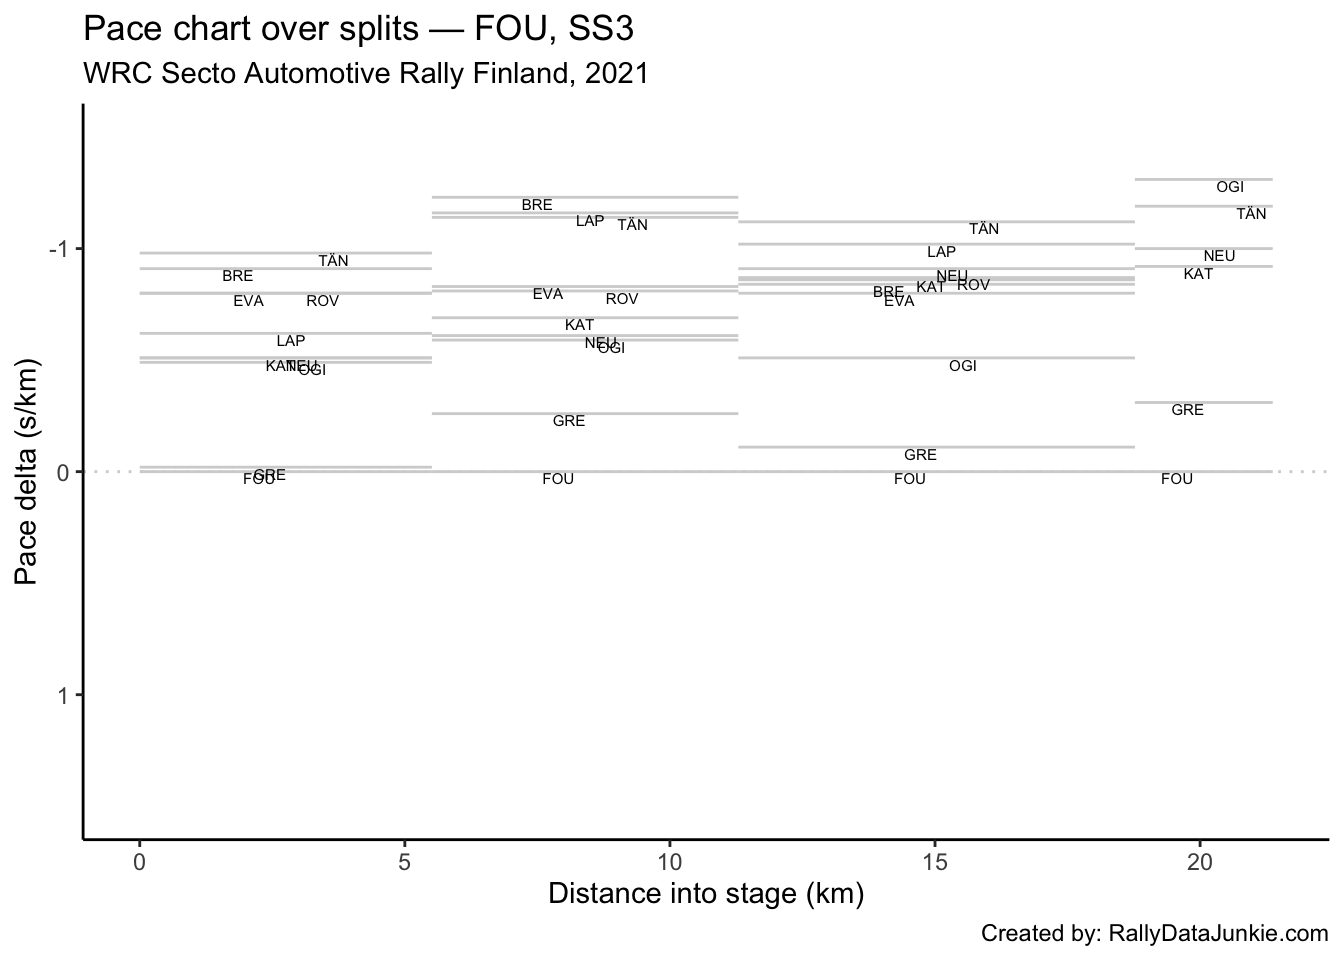 Pace chart over splits — FOU, SS3
WRC Secto Automotive Rally Finland, 2021
OGI
BRE
LAP
TÄN
TÄN
TÄN
-1
TÄN
LAP
NEU
BRE
NEU
KAT
EVA
ROV
EVA
ROV
BRE
KAT
ROV
EVA
LAP
KAT
NEU
OGI
KAT
NEU
OGI
OGI
GRE
GRE
GRE
0
GRE
FOU
FOU
FOU
FOU
Pace delta (s/km)
1
0
5
10
15
20
Distance into stage (km)
Created by: RallyDataJunkie.com